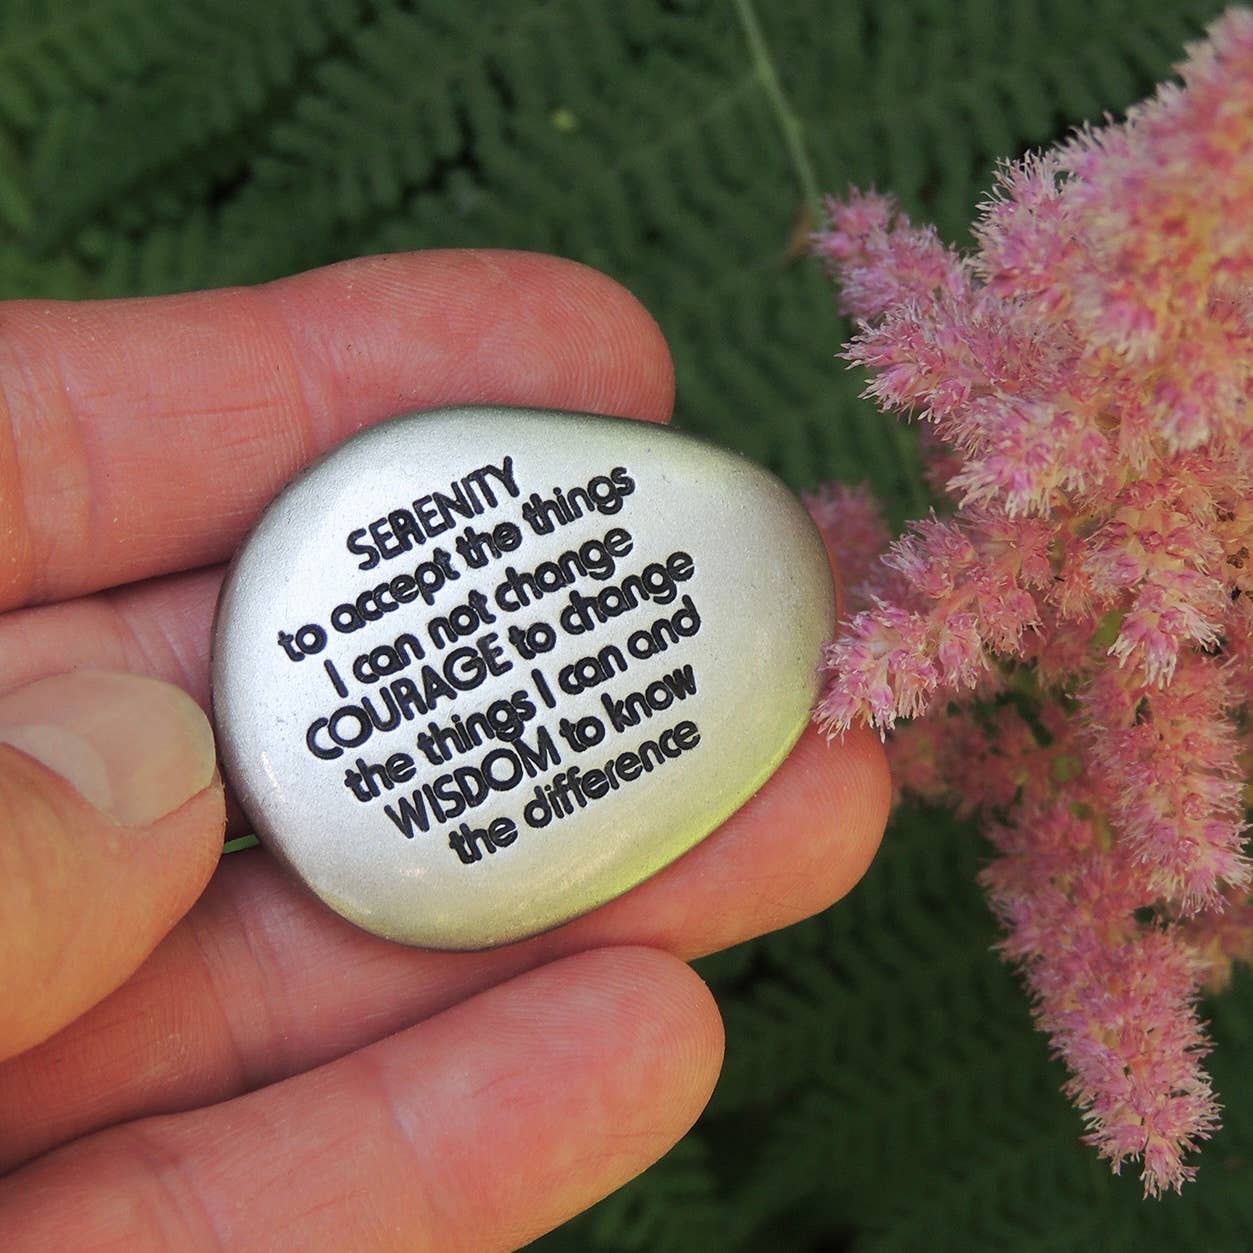 SERENITY
to accept the things
I can not change
COURAGE to change
the things I can and
WISDOM to know
the difference